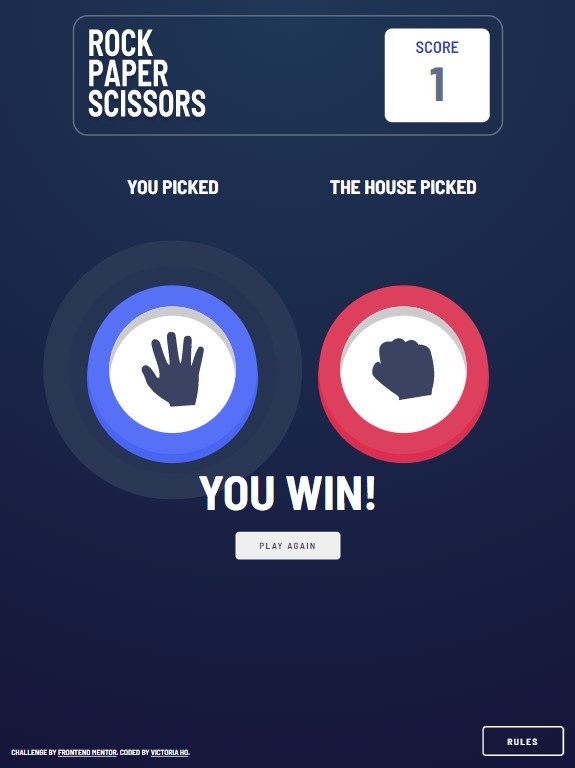 ROCK
PAPER
SCISSORS
SCORE
1
YOU PICKED
THE HOUSE PICKED
YOU WIN!
PLAY AGAIN
CHALLENGE BY FRONTEND MENTOR. CODED BY VICTORIA HO.
RULES